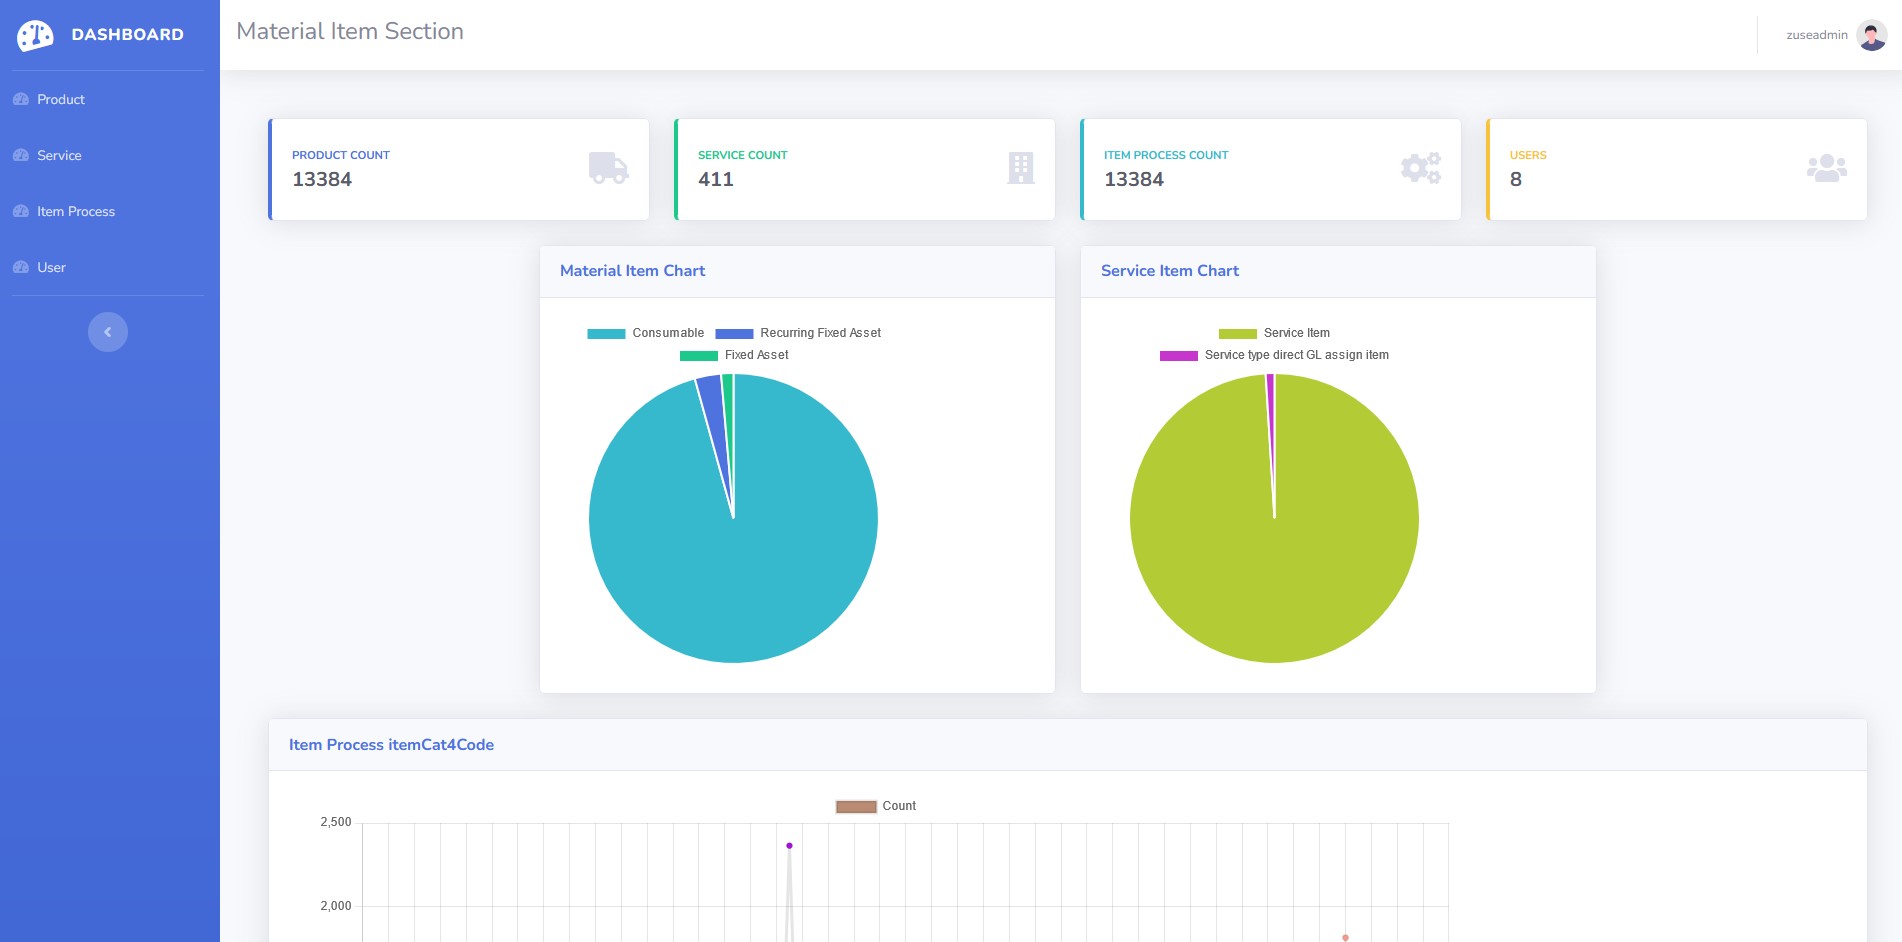 DASHBOARD
Product
Service
Item Process
User
Material Item Section
zuseadmin
PRODUCT COUNT
13384
SERVICE COUNT
411
ITEM PROCESS COUNT
13384
USERS
8
Material Item Chart
Consumable
Recurring Fixed Asset
Fixed Asset
Service Item Chart
Service Item
Service type direct GL assign item
Item Process itemCat4Code
Count
2,500
2,000